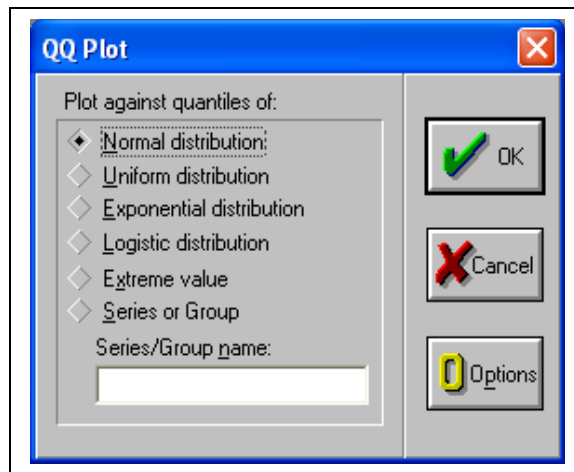 QQ Plot
Plot against quantiles of:
Normal distribution:
Uniform distribution
Exponential distribution
Logistic distribution
Extreme value
Series or Group
Series/Group name:
OK
Cancel
Options